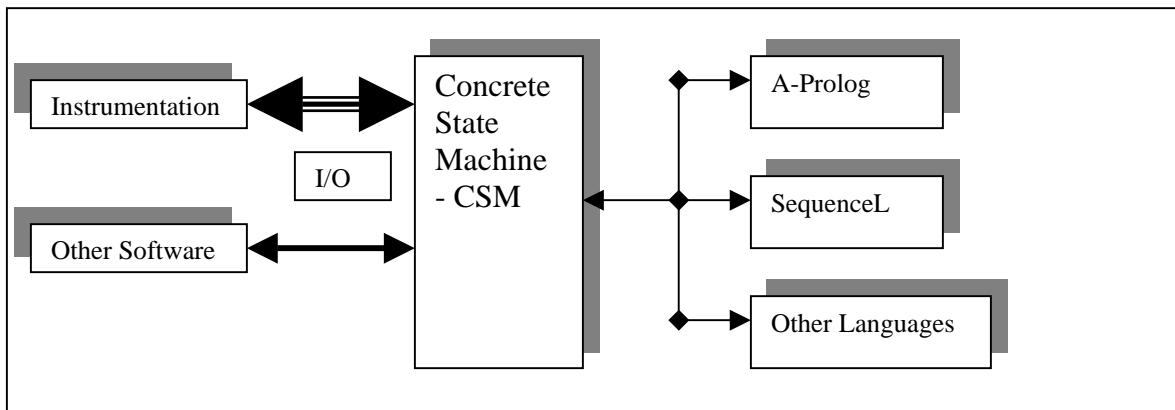 Instrumentation
I/O
Other Software
Concrete
State
Machine
- CSM
A-Prolog
SequenceL
Other Languages